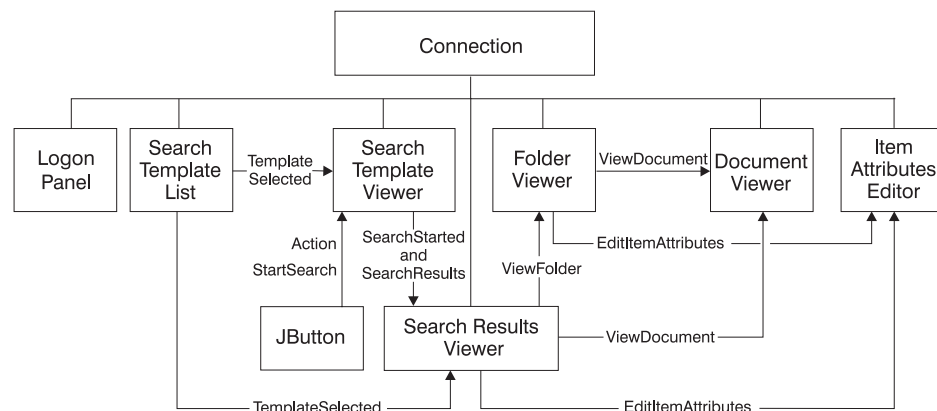 Connection
Logon
Panel
Search
Template
List
Template
Selected
Search
Template
Viewer
Folder
Viewer
ViewDocument
Document
Viewer
Item
Attributes
Editor
Action
StartSearch
SearchStarted
and
SearchResults
EditItemAttributes
ViewFolder
JButton
Search Results
Viewer
ViewDocument
TemplateSelected
EditItemAttributes